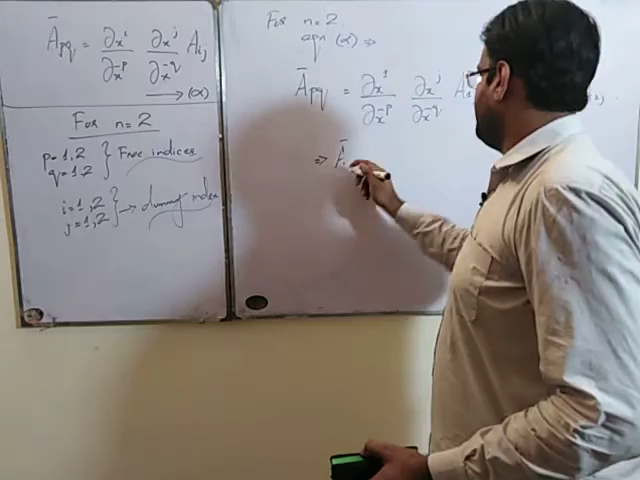 Āpq = ∂x^i/∂x̄^p ∂x^j/∂x̄^q Aij
→ (α)
For n=2
p=1,2
q=1,2 } Free indices
i=1,2
j=1,2 } → dummy index
For n=2
eqn (α) ⇒
Āpq = ∂x^1/∂x̄^p ∂x^j/∂x̄^q A
⇒ Ā